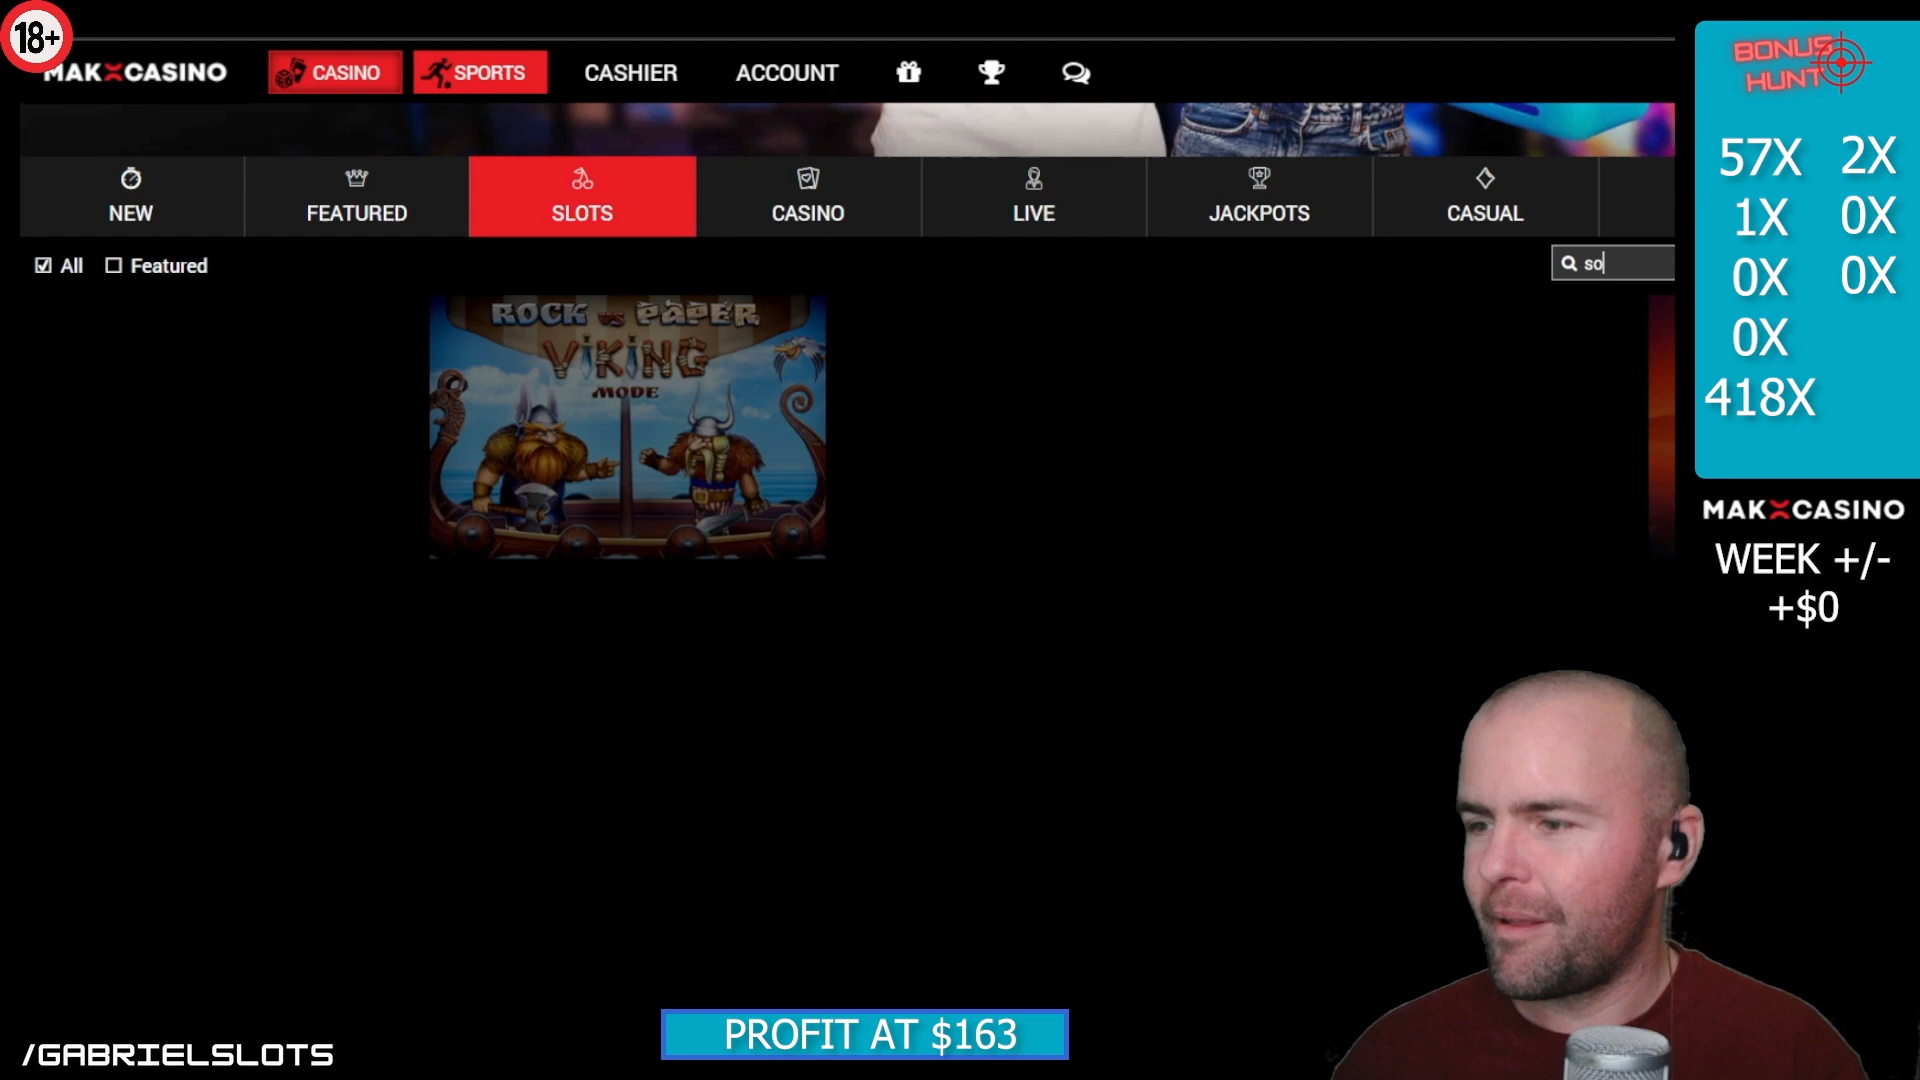 18+
MAKXCASINO
CASINO
SPORTS
CASHIER
ACCOUNT
NEW
FEATURED
SLOTS
CASINO
LIVE
JACKPOTS
CASUAL
All
Featured
so
ROCK VS PAPER
VIKING
MODE
BONUS
HUNT
57X 2X
1X 0X
0X 0X
0X
418X
MAKXCASINO
WEEK +/-
+$0
PROFIT AT $163
/GABRIELSLOTS